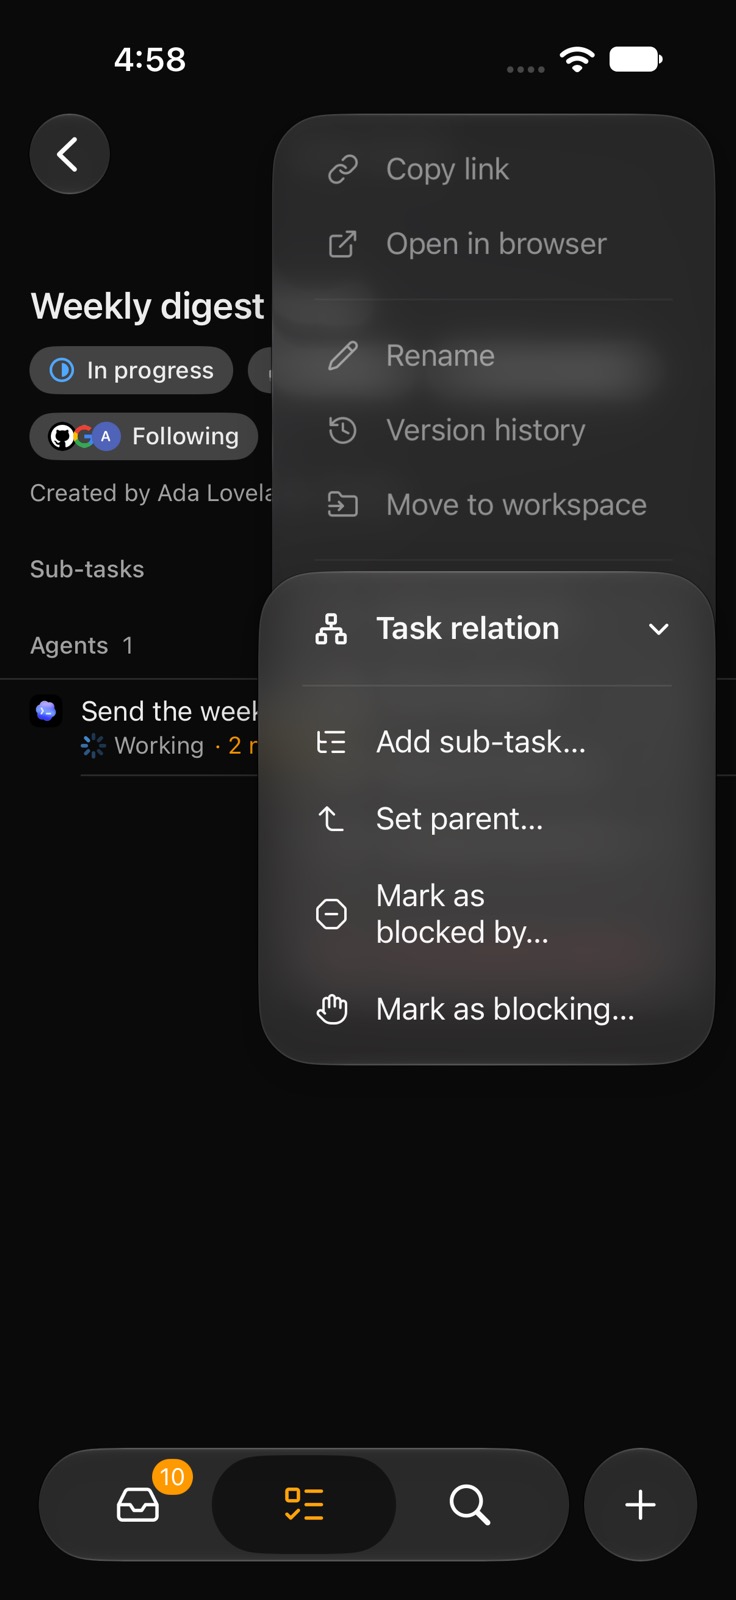 4:58
Copy link
Open in browser
Weekly digest
Rename
In progress
Version history
A Following
Created by Ada
Move to workspace
Sub-tasks
Task relation
Agents 1
Send the
Working · 2
Add sub-task...
Set parent...
Mark as
blocked by...
Mark as blocking...
10